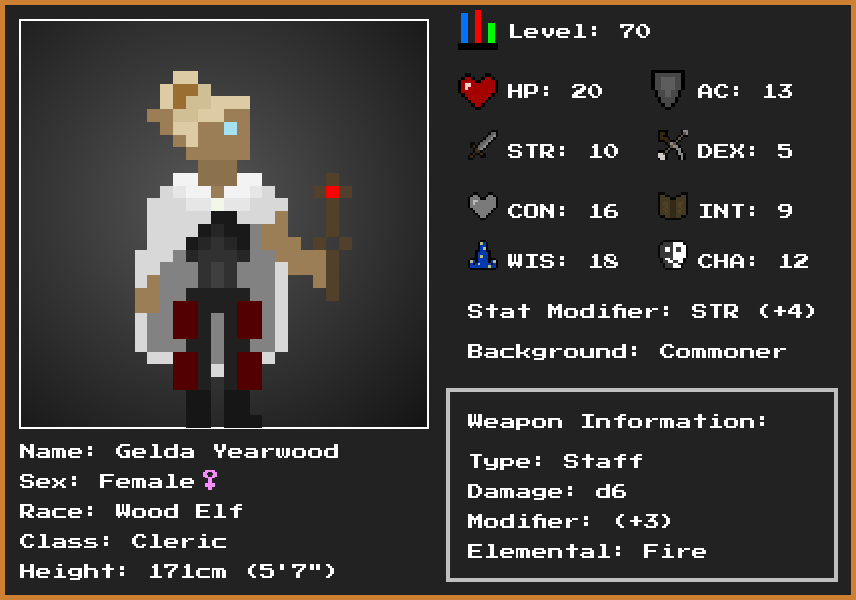 Level: 70
HP: 20 AC: 13
STR: 10 DEX: 5
CON: 16 INT: 9
WIS: 18 CHA: 12
Stat Modifier: STR (+4)
Background: Commoner
Weapon Information:
Type: Staff
Damage: d6
Modifier: (+3)
Elemental: Fire
Name: Gelda Yearwood
Sex: Female♀
Race: Wood Elf
Class: Cleric
Height: 171cm (5'7")